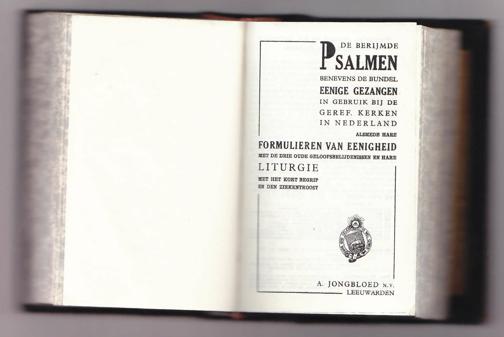 DE BERIJMDE
PSALMEN
BENEVENS DE BUNDEL
EENIGE GEZANGEN
IN GEBRUIK BIJ DE
GEREF. KERKEN
IN NEDERLAND
ALSMEDE HARE
FORMULIEREN VAN EENIGHEID
MET DE DRIE OUDE GELOOFSBELIJDENISSEN EN HARE
LITURGIE
MET HET KORT BEGRIP
EN DEN ZIEKENTROOST
A. JONGBLOED N.V.
LEEUWARDEN